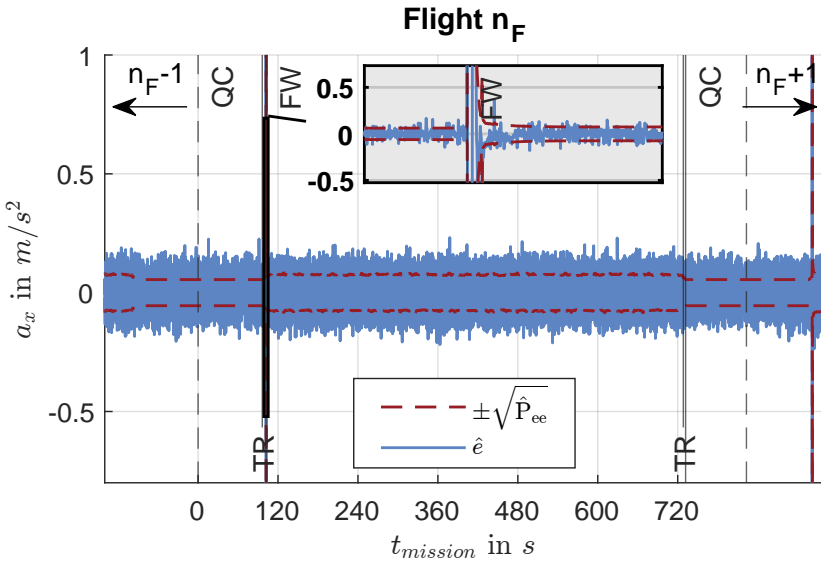 Flight n_F
a_x in m/s^2
1
0.5
0
-0.5
n_F-1
QC
FW
0.5
0
-0.5
FW
QC
n_F+1
TR
TR
±√P̂_ee
ê
0
120
240
360
480
600
720
t_mission in s